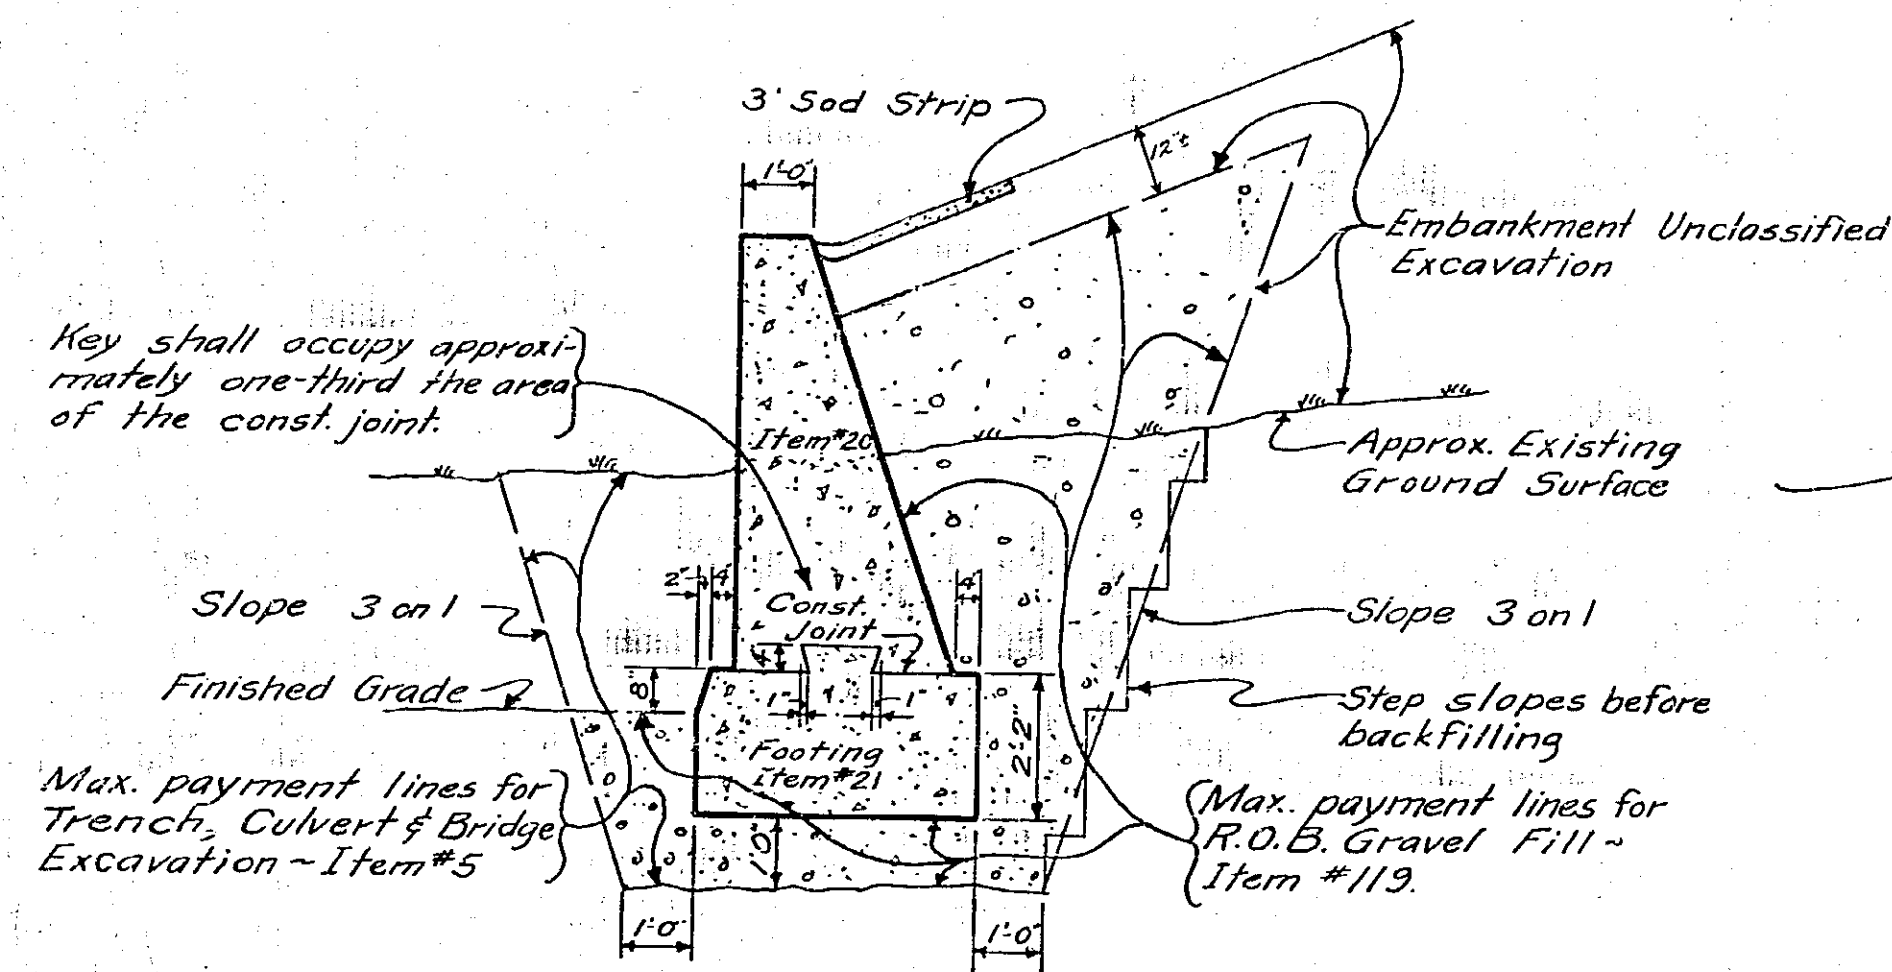 3' Sod Strip
12"±
1'-0"
Embankment Unclassified
Excavation
Key shall occupy approxi-
mately one-third the area
of the const. joint.
Item #20
Approx. Existing
Ground Surface
2" 4"
4"
Slope 3 on 1
Const.
Joint
Slope 3 on 1
4"
8"
Finished Grade
1" 1"
Step slopes before
backfilling
2'-2"
Footing
Item #21
Max. payment lines for
Trench, Culvert & Bridge
Excavation ~ Item #5
Max. payment lines for
R.O.B. Gravel Fill ~
Item #119.
1'-0"
1'-0"
1'-0"